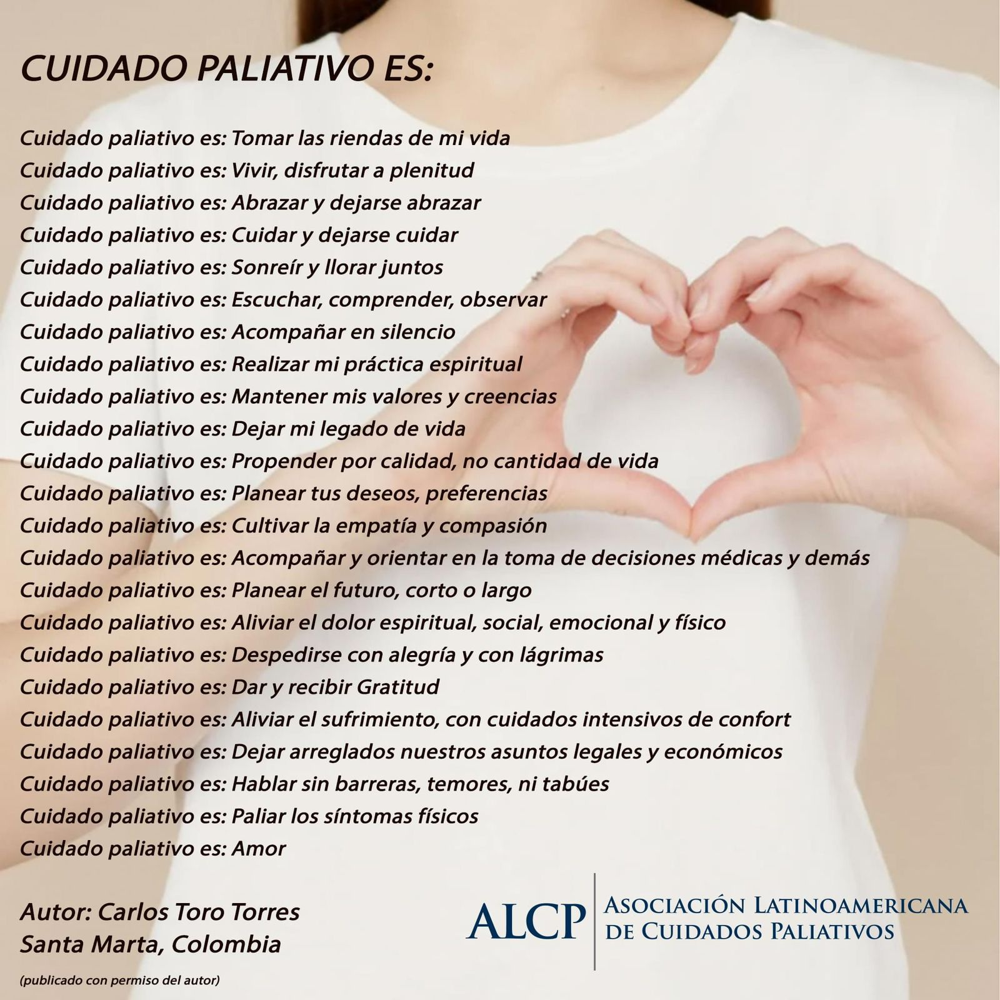 CUIDADO PALIATIVO ES:
Cuidado paliativo es: Tomar las riendas de mi vida
Cuidado paliativo es: Vivir, disfrutar a plenitud
Cuidado paliativo es: Abrazar y dejarse abrazar
Cuidado paliativo es: Cuidar y dejarse cuidar
Cuidado paliativo es: Sonreír y llorar juntos
Cuidado paliativo es: Escuchar, comprender, observar
Cuidado paliativo es: Acompañar en silencio
Cuidado paliativo es: Realizar mi práctica espiritual
Cuidado paliativo es: Mantener mis valores y creencias
Cuidado paliativo es: Dejar mi legado de vida
Cuidado paliativo es: Propender por calidad, no cantidad de vida
Cuidado paliativo es: Planear tus deseos, preferencias
Cuidado paliativo es: Cultivar la empatía y compasión
Cuidado paliativo es: Acompañar y orientar en la toma de decisiones médicas y demás
Cuidado paliativo es: Planear el futuro, corto o largo
Cuidado paliativo es: Aliviar el dolor espiritual, social, emocional y físico
Cuidado paliativo es: Despedirse con alegría y con lágrimas
Cuidado paliativo es: Dar y recibir Gratitud
Cuidado paliativo es: Aliviar el sufrimiento, con cuidados intensivos de confort
Cuidado paliativo es: Dejar arreglados nuestros asuntos legales y económicos
Cuidado paliativo es: Hablar sin barreras, temores, ni tabúes
Cuidado paliativo es: Paliar los síntomas físicos
Cuidado paliativo es: Amor
Autor: Carlos Toro Torres
Santa Marta, Colombia
(publicado con permiso del autor)
ALCP
Asociación Latinoamericana
de Cuidados Paliativos